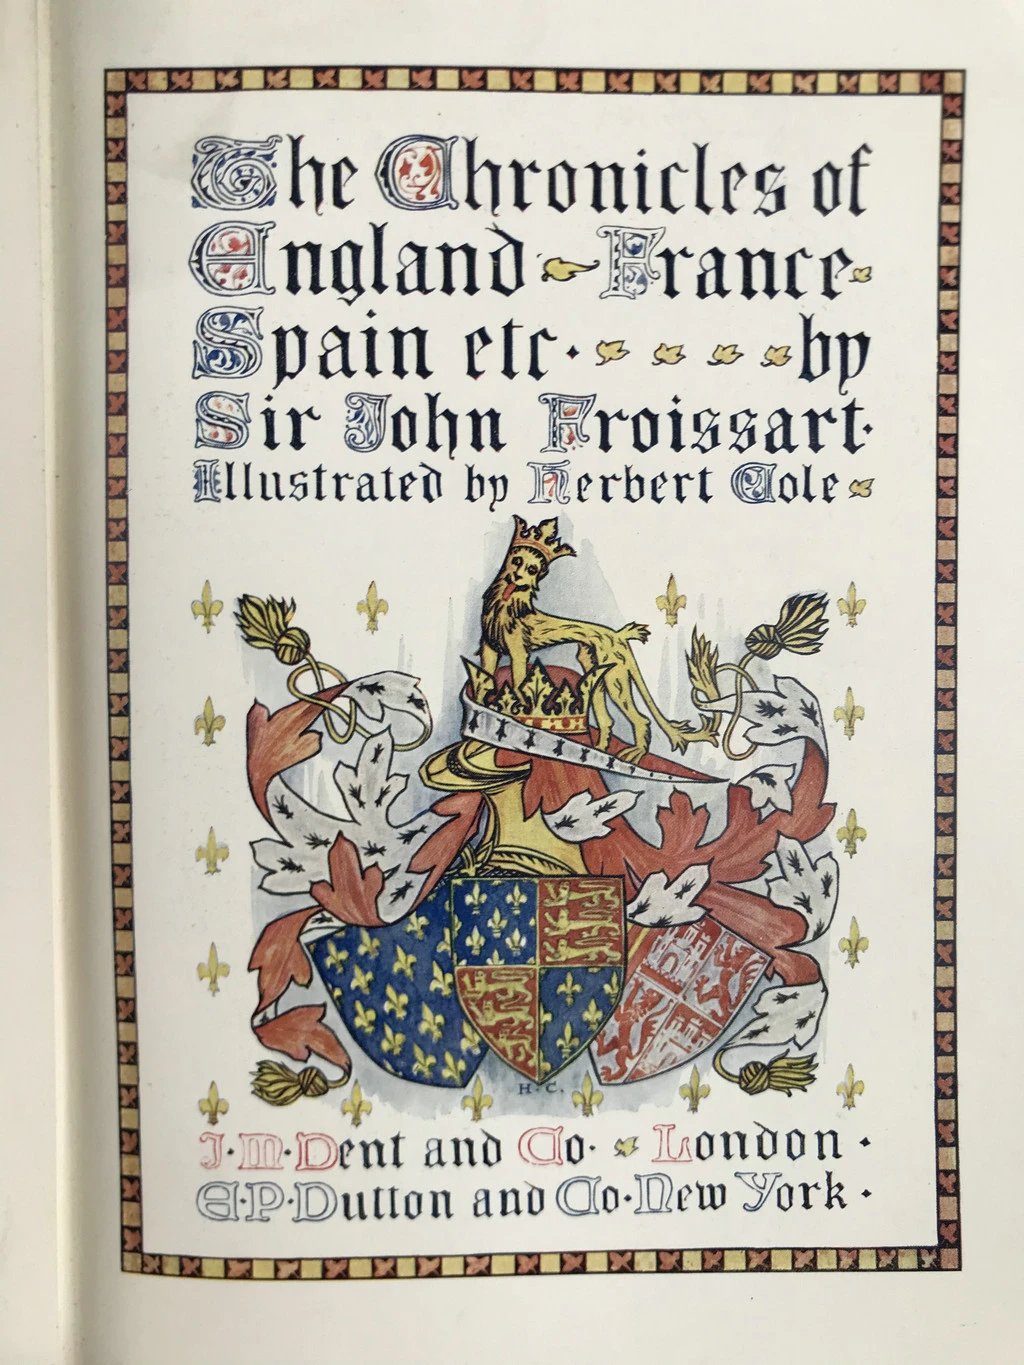 The Chronicles of
England France
Spain etc· by
Sir John Froissart·
Illustrated by Herbert Cole
H·C.
J·M·Dent and Co· London·
E·P·Dutton and Co·New York·